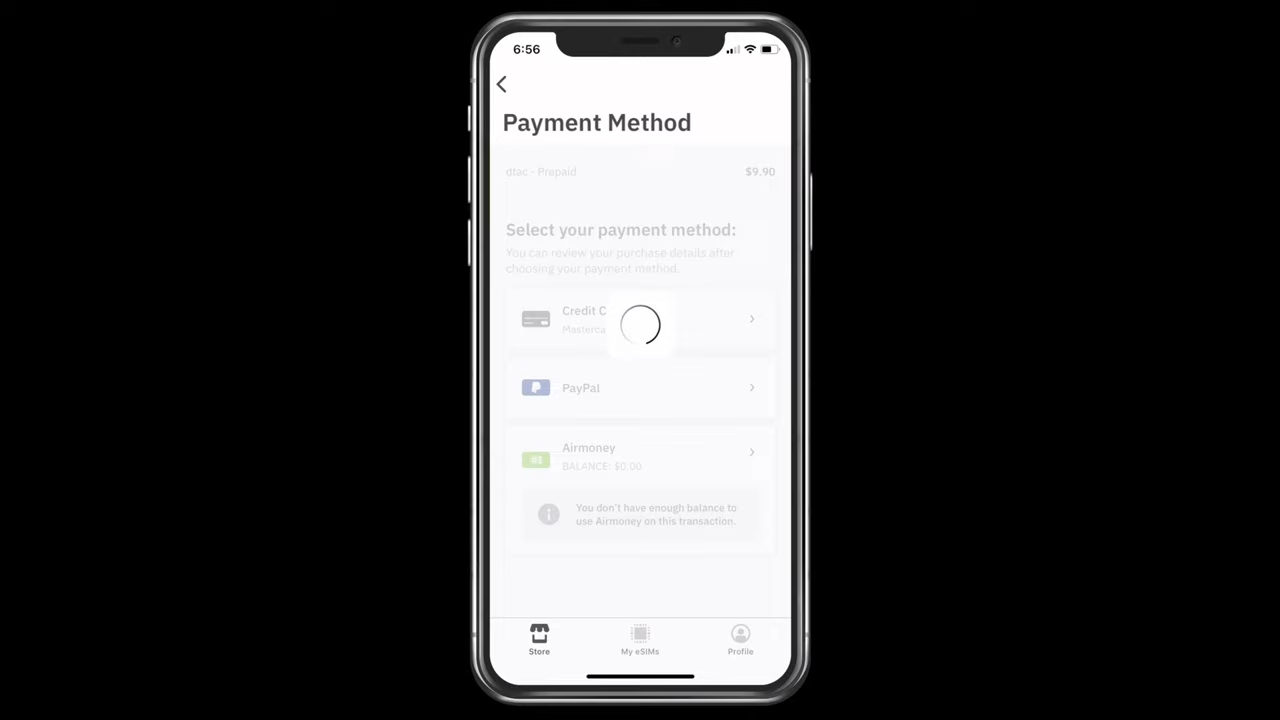 6:56
Payment Method
dtac - Prepaid $9.90
Select your payment method:
You can review your purchase details after
choosing your payment method.
Credit C
Masterca
PayPal
Airmoney
BALANCE: $0.00
You don't have enough balance to
use Airmoney on this transaction.
Store My eSIMs Profile